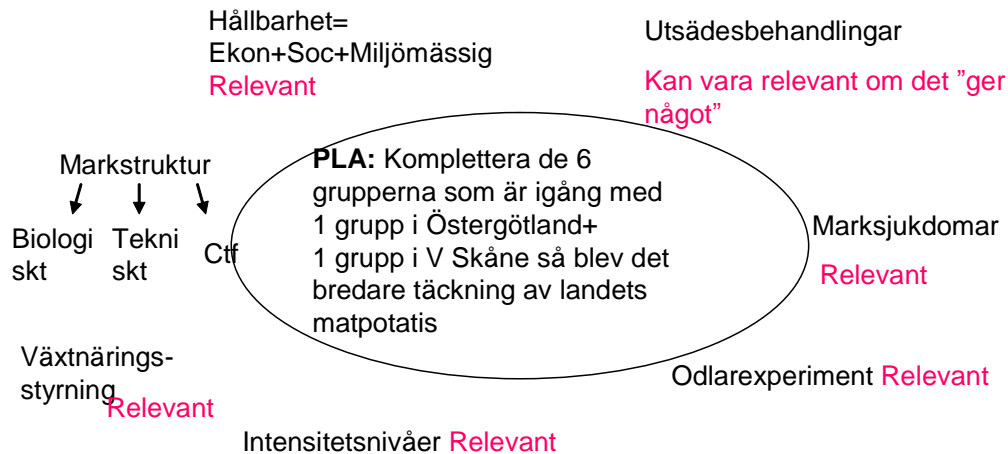 Hållbarhet=
Ekon+Soc+Miljömässig
Relevant
Utsädesbehandlingar
Kan vara relevant om det ”ger
något”
Markstruktur
Biologi
skt
Tekni
skt
Ctf
PLA: Komplettera de 6
grupperna som är igång med
1 grupp i Östergötland+
1 grupp i V Skåne så blev det
bredare täckning av landets
matpotatis
Marksjukdomar
Relevant
Växtnärings-
styrning
Relevant
Odlarexperiment Relevant
Intensitetsnivåer Relevant